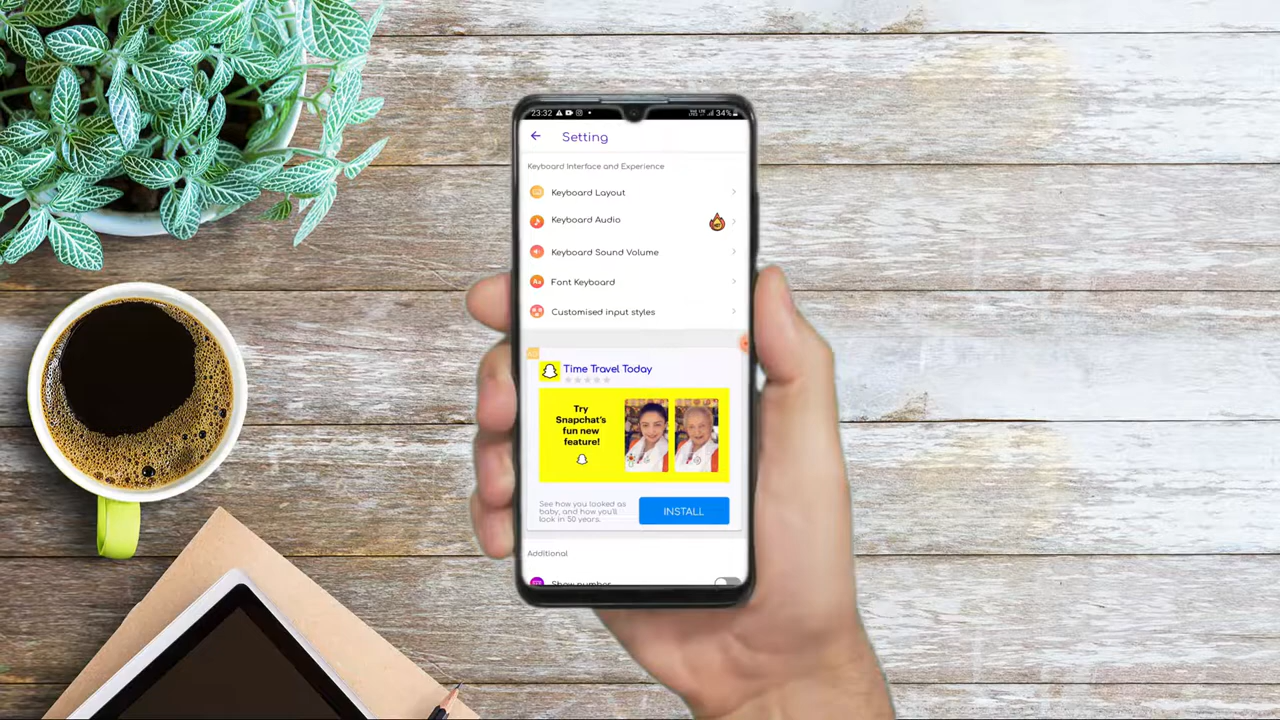 23:32 34%
Setting
Keyboard Interface and Experience
Keyboard Layout
Keyboard Audio
Keyboard Sound Volume
Font Keyboard
Customised input styles
Time Travel Today
Try
Snapchat's
fun new
feature!
See how you looked as
baby, and how you'll
look in 50 years.
INSTALL
Additional
Show number